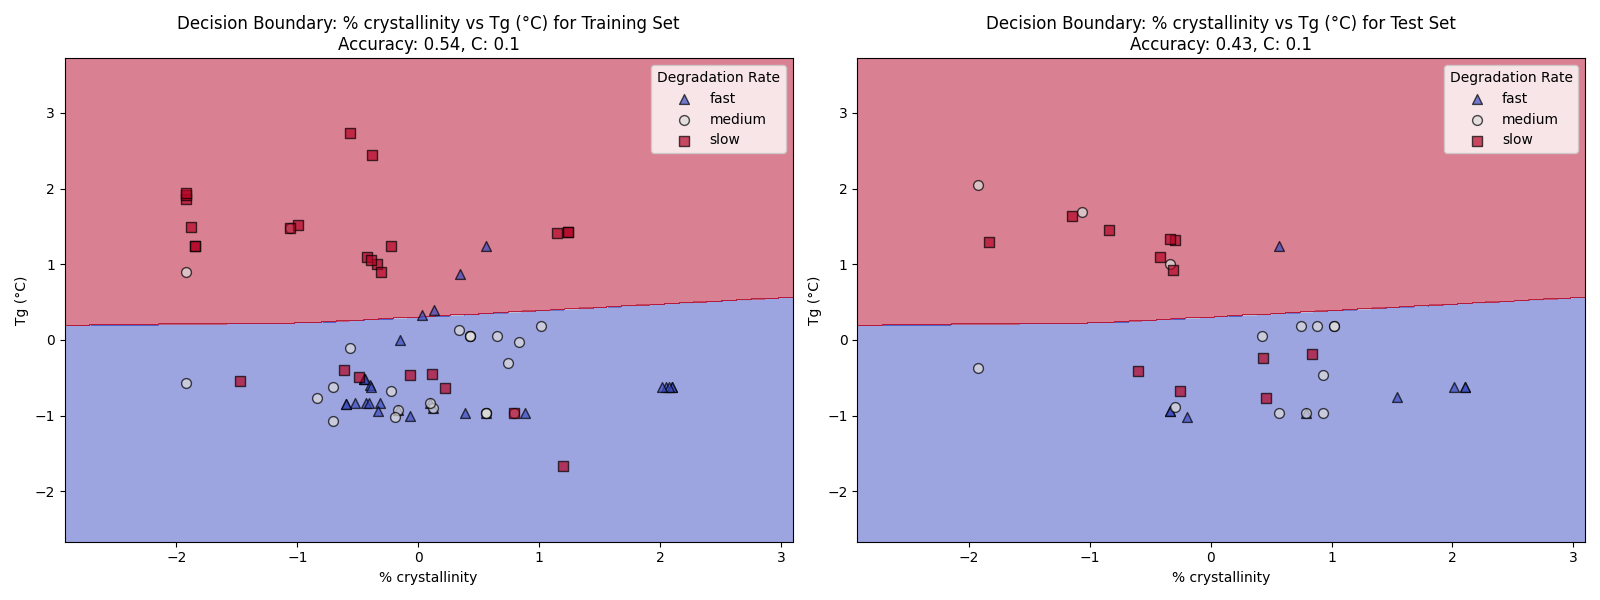 Decision Boundary: % crystallinity vs Tg (°C) for Training Set
Accuracy: 0.54, C: 0.1
Degradation Rate
fast
medium
slow
3
2
1
0
−1
−2
Tg (°C)
−2
−1
0
1
2
3
% crystallinity
Decision Boundary: % crystallinity vs Tg (°C) for Test Set
Accuracy: 0.43, C: 0.1
Degradation Rate
fast
medium
slow
3
2
1
0
−1
−2
Tg (°C)
−2
−1
0
1
2
3
% crystallinity